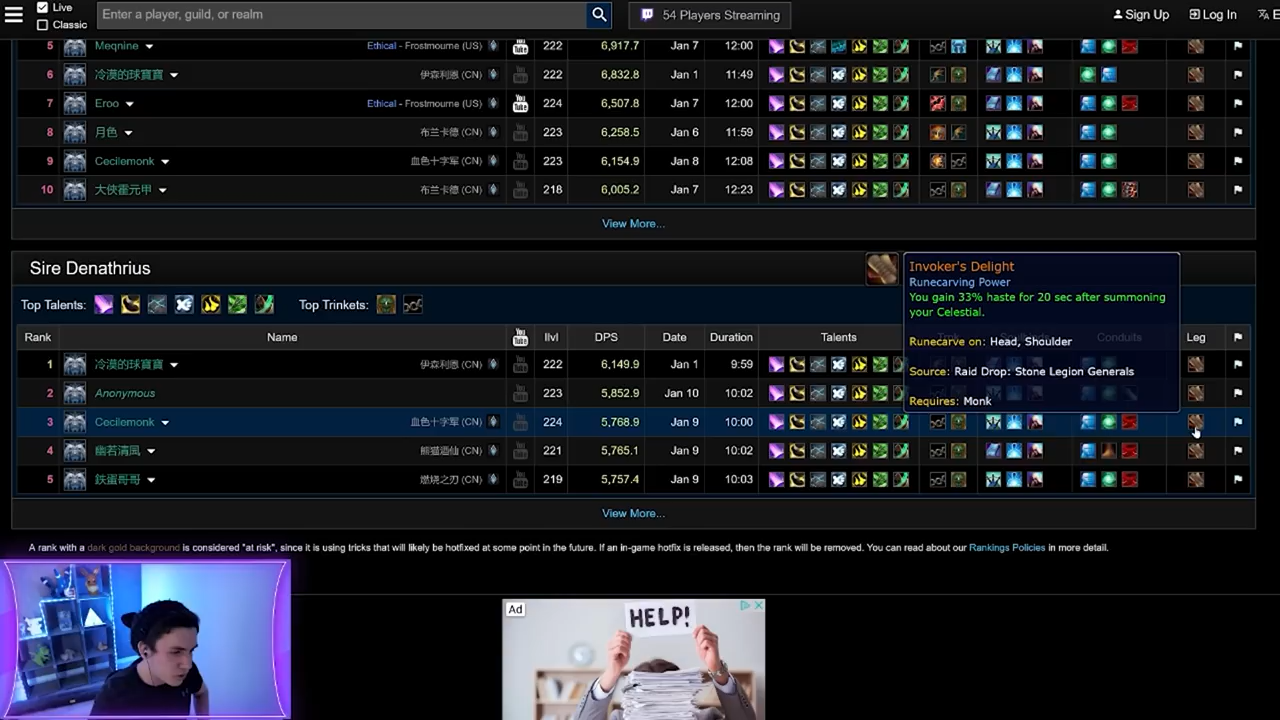 Live
Classic
Enter a player, guild, or realm
54 Players Streaming
Sign Up
Log In
5 Meqnine Ethical - Frostmourne (US) 222 6,917.7 Jan 7 12:00
6 冷漠的球寶寶 伊森利恩 (CN) 222 6,832.8 Jan 1 11:49
7 Eroo Ethical - Frostmourne (US) 224 6,507.8 Jan 7 12:00
8 月色 布兰卡德 (CN) 223 6,258.5 Jan 6 11:59
9 Cecilemonk 血色十字軍 (CN) 223 6,154.9 Jan 8 12:08
10 大俠霍元甲 布兰卡德 (CN) 218 6,005.2 Jan 7 12:23
View More...
Sire Denathrius
Top Talents: Top Trinkets:
Invoker's Delight
Runecarving Power
You gain 33% haste for 20 sec after summoning
your Celestial.
Runecarve on: Head, Shoulder
Source: Raid Drop: Stone Legion Generals
Requires: Monk
Rank Name Ilvl DPS Date Duration Talents Conduits Leg
1 冷漠的球寶寶 伊森利恩 (CN) 222 6,149.9 Jan 1 9:59
2 Anonymous 223 5,852.9 Jan 10 10:02
3 Cecilemonk 血色十字軍 (CN) 224 5,768.9 Jan 9 10:00
4 幽若清風 (CN) 221 5,765.1 Jan 9 10:02
5 鉄蛋哥哥 燃烧之刃 (CN) 219 5,757.4 Jan 9 10:03
View More...
A rank with a dark gold background is considered "at risk", since it is using tricks that will likely be hotfixed at some point in the future. If an in-game hotfix is released, then the rank will be removed. You can read about our Rankings Policies in more detail.
Ad
HELP!